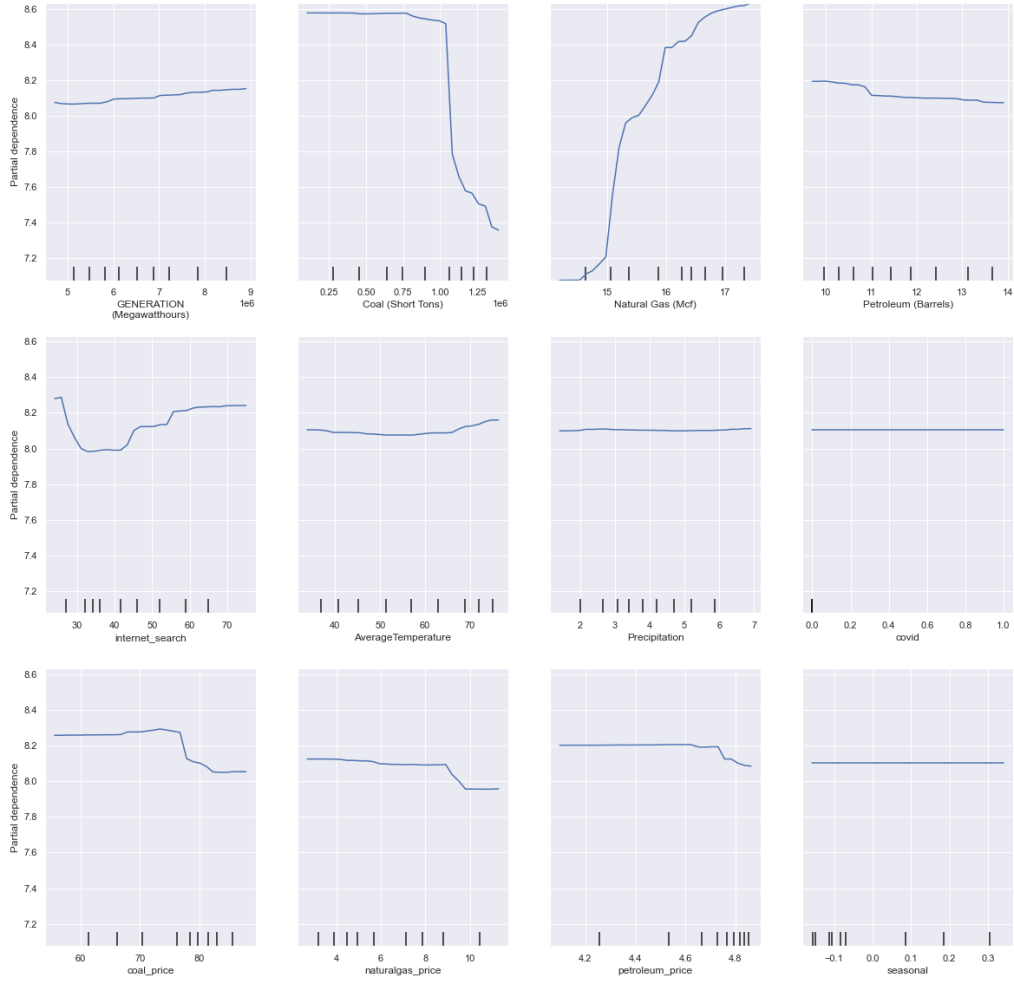 8.6
8.4
8.2
8.0
7.8
7.6
7.4
7.2
Partial dependence
5 6 7 8 9
1e6
GENERATION
(Megawatthours)
0.25 0.50 0.75 1.00 1.25
1e6
Coal (Short Tons)
15 16 17
Natural Gas (Mcf)
10 11 12 13 14
Petroleum (Barrels)
8.6
8.4
8.2
8.0
7.8
7.6
7.4
7.2
Partial dependence
30 40 50 60 70
internet_search
40 50 60 70
AverageTemperature
2 3 4 5 6 7
Precipitation
0.0 0.2 0.4 0.6 0.8 1.0
covid
8.6
8.4
8.2
8.0
7.8
7.6
7.4
7.2
Partial dependence
60 70 80
coal_price
4 6 8 10
naturalgas_price
4.2 4.4 4.6 4.8
petroleum_price
−0.1 0.0 0.1 0.2 0.3
seasonal